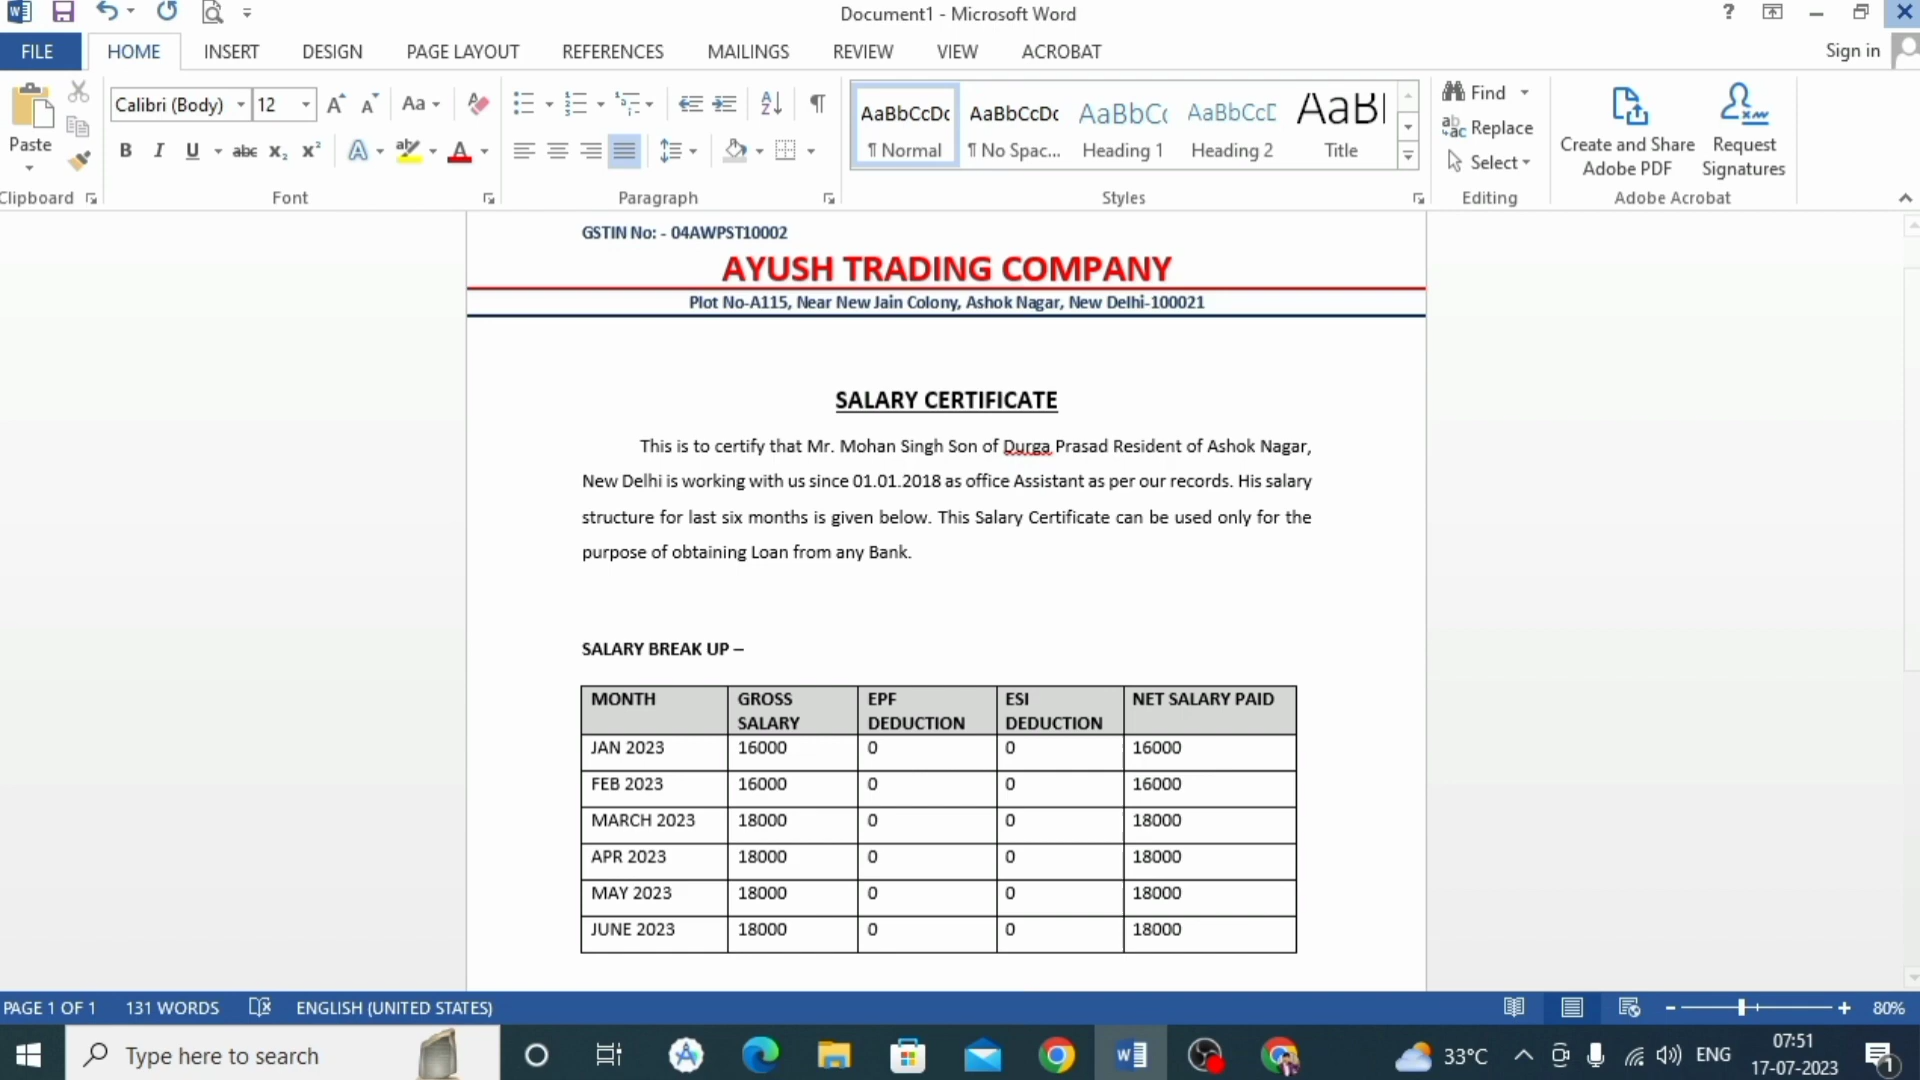 Document1 - Microsoft Word
?
FILE HOME INSERT DESIGN PAGE LAYOUT REFERENCES MAILINGS REVIEW VIEW ACROBAT Sign in
Paste
Calibri (Body) 12 Aa
B I U abc X₂ X² A A
AaBbCcDc AaBbCcDc AaBbCc AaBbCcD AaBl
¶ Normal ¶ No Spac... Heading 1 Heading 2 Title
Find
Replace
Select
Create and Share
Adobe PDF
Request
Signatures
Clipboard Font Paragraph Styles Editing Adobe Acrobat
GSTIN No: - 04AWPST10002
AYUSH TRADING COMPANY
Plot No-A115, Near New Jain Colony, Ashok Nagar, New Delhi-100021
SALARY CERTIFICATE
This is to certify that Mr. Mohan Singh Son of Durga Prasad Resident of Ashok Nagar,
New Delhi is working with us since 01.01.2018 as office Assistant as per our records. His salary
structure for last six months is given below. This Salary Certificate can be used only for the
purpose of obtaining Loan from any Bank.
SALARY BREAK UP –
MONTH GROSS SALARY EPF DEDUCTION ESI DEDUCTION NET SALARY PAID
JAN 2023 16000 0 0 16000
FEB 2023 16000 0 0 16000
MARCH 2023 18000 0 0 18000
APR 2023 18000 0 0 18000
MAY 2023 18000 0 0 18000
JUNE 2023 18000 0 0 18000
PAGE 1 OF 1 131 WORDS ENGLISH (UNITED STATES) 80%
Type here to search 33°C ENG 07:51
17-07-2023 1